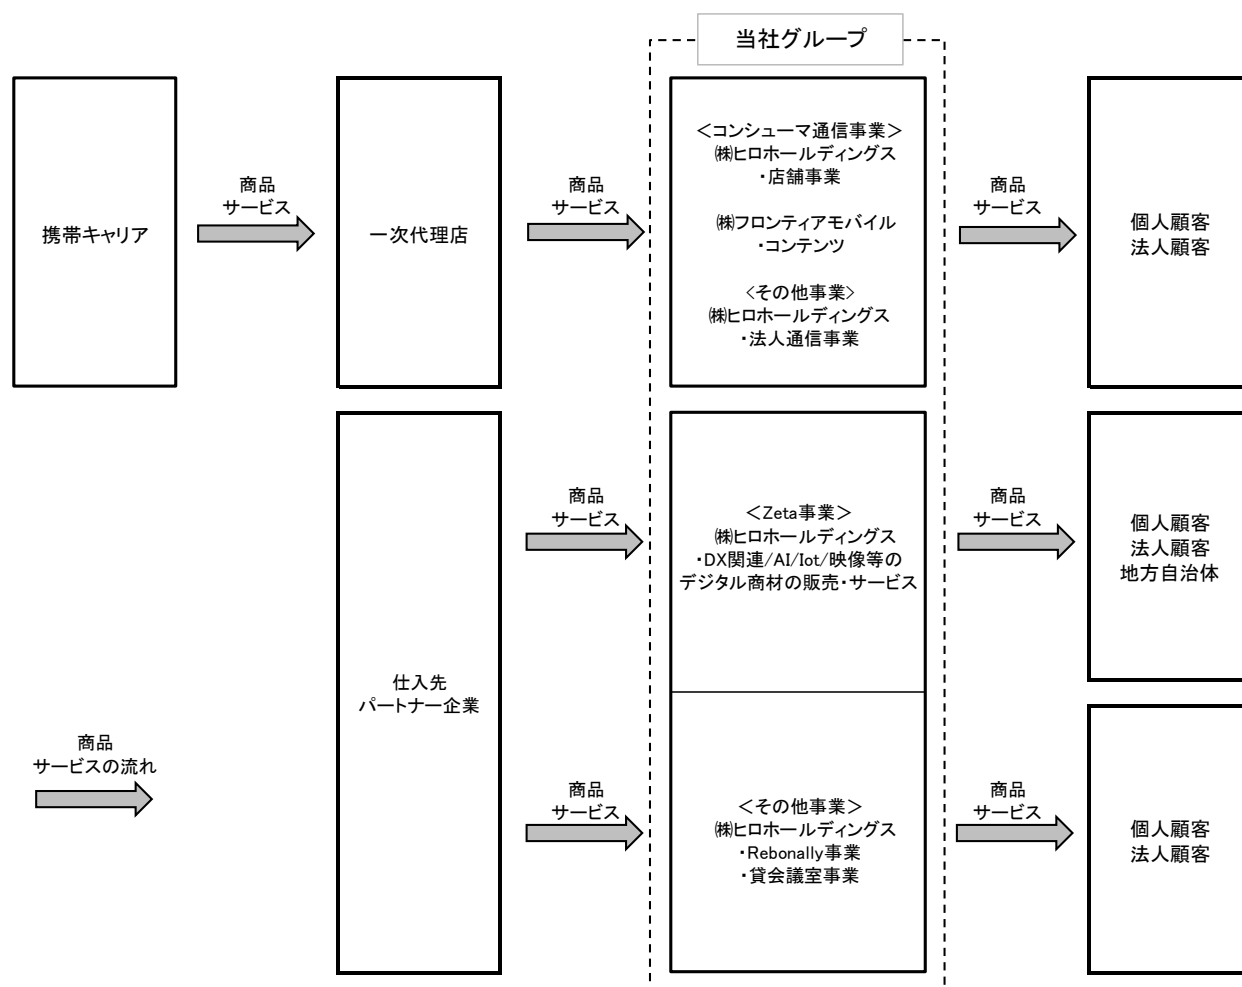 当社グループ
携帯キャリア
商品
サービス
一次代理店
商品
サービス
＜コンシューマ通信事業＞
㈱ヒロホールディングス
・店舗事業
㈱フロンティアモバイル
・コンテンツ
<その他事業>
㈱ヒロホールディングス
・法人通信事業
商品
サービス
個人顧客
法人顧客
仕入先
パートナー企業
商品
サービス
＜Zeta事業＞
㈱ヒロホールディングス
・DX関連/AI/Iot/映像等の
デジタル商材の販売・サービス
商品
サービス
個人顧客
法人顧客
地方自治体
商品
サービス
＜その他事業＞
㈱ヒロホールディングス
・Rebonally事業
・貸会議室事業
商品
サービス
個人顧客
法人顧客
商品
サービスの流れ